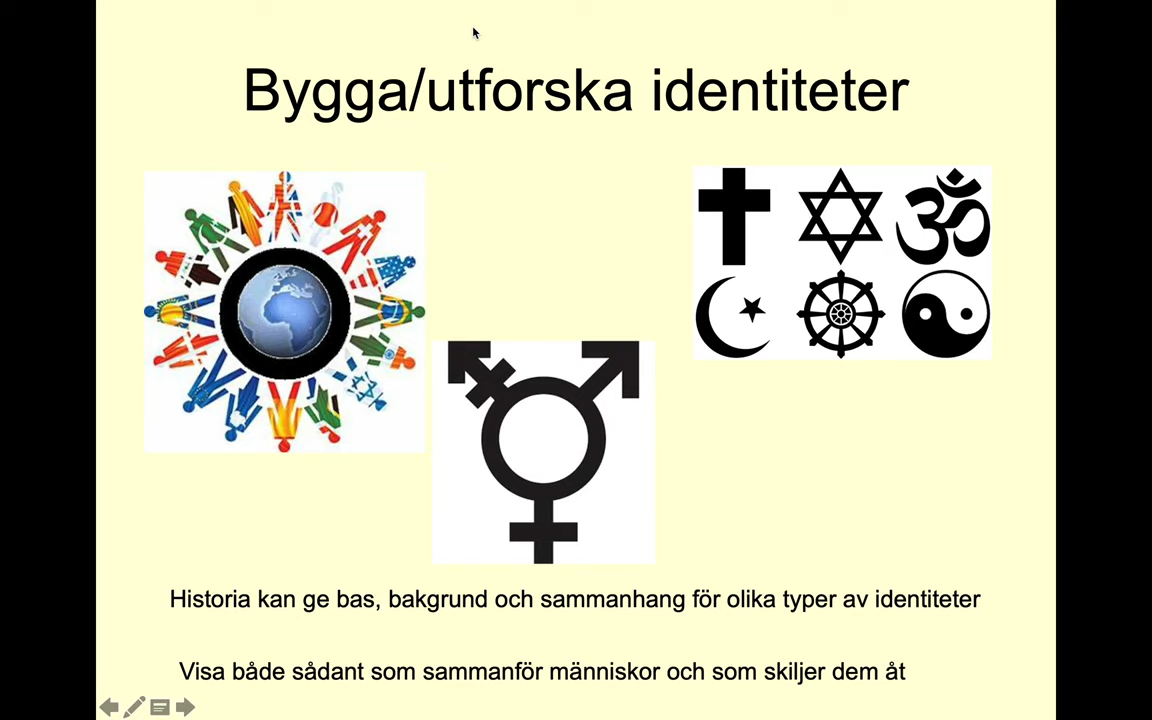 Bygga/utforska identiteter
Historia kan ge bas, bakgrund och sammanhang för olika typer av identiteter
Visa både sådant som sammanför människor och som skiljer dem åt